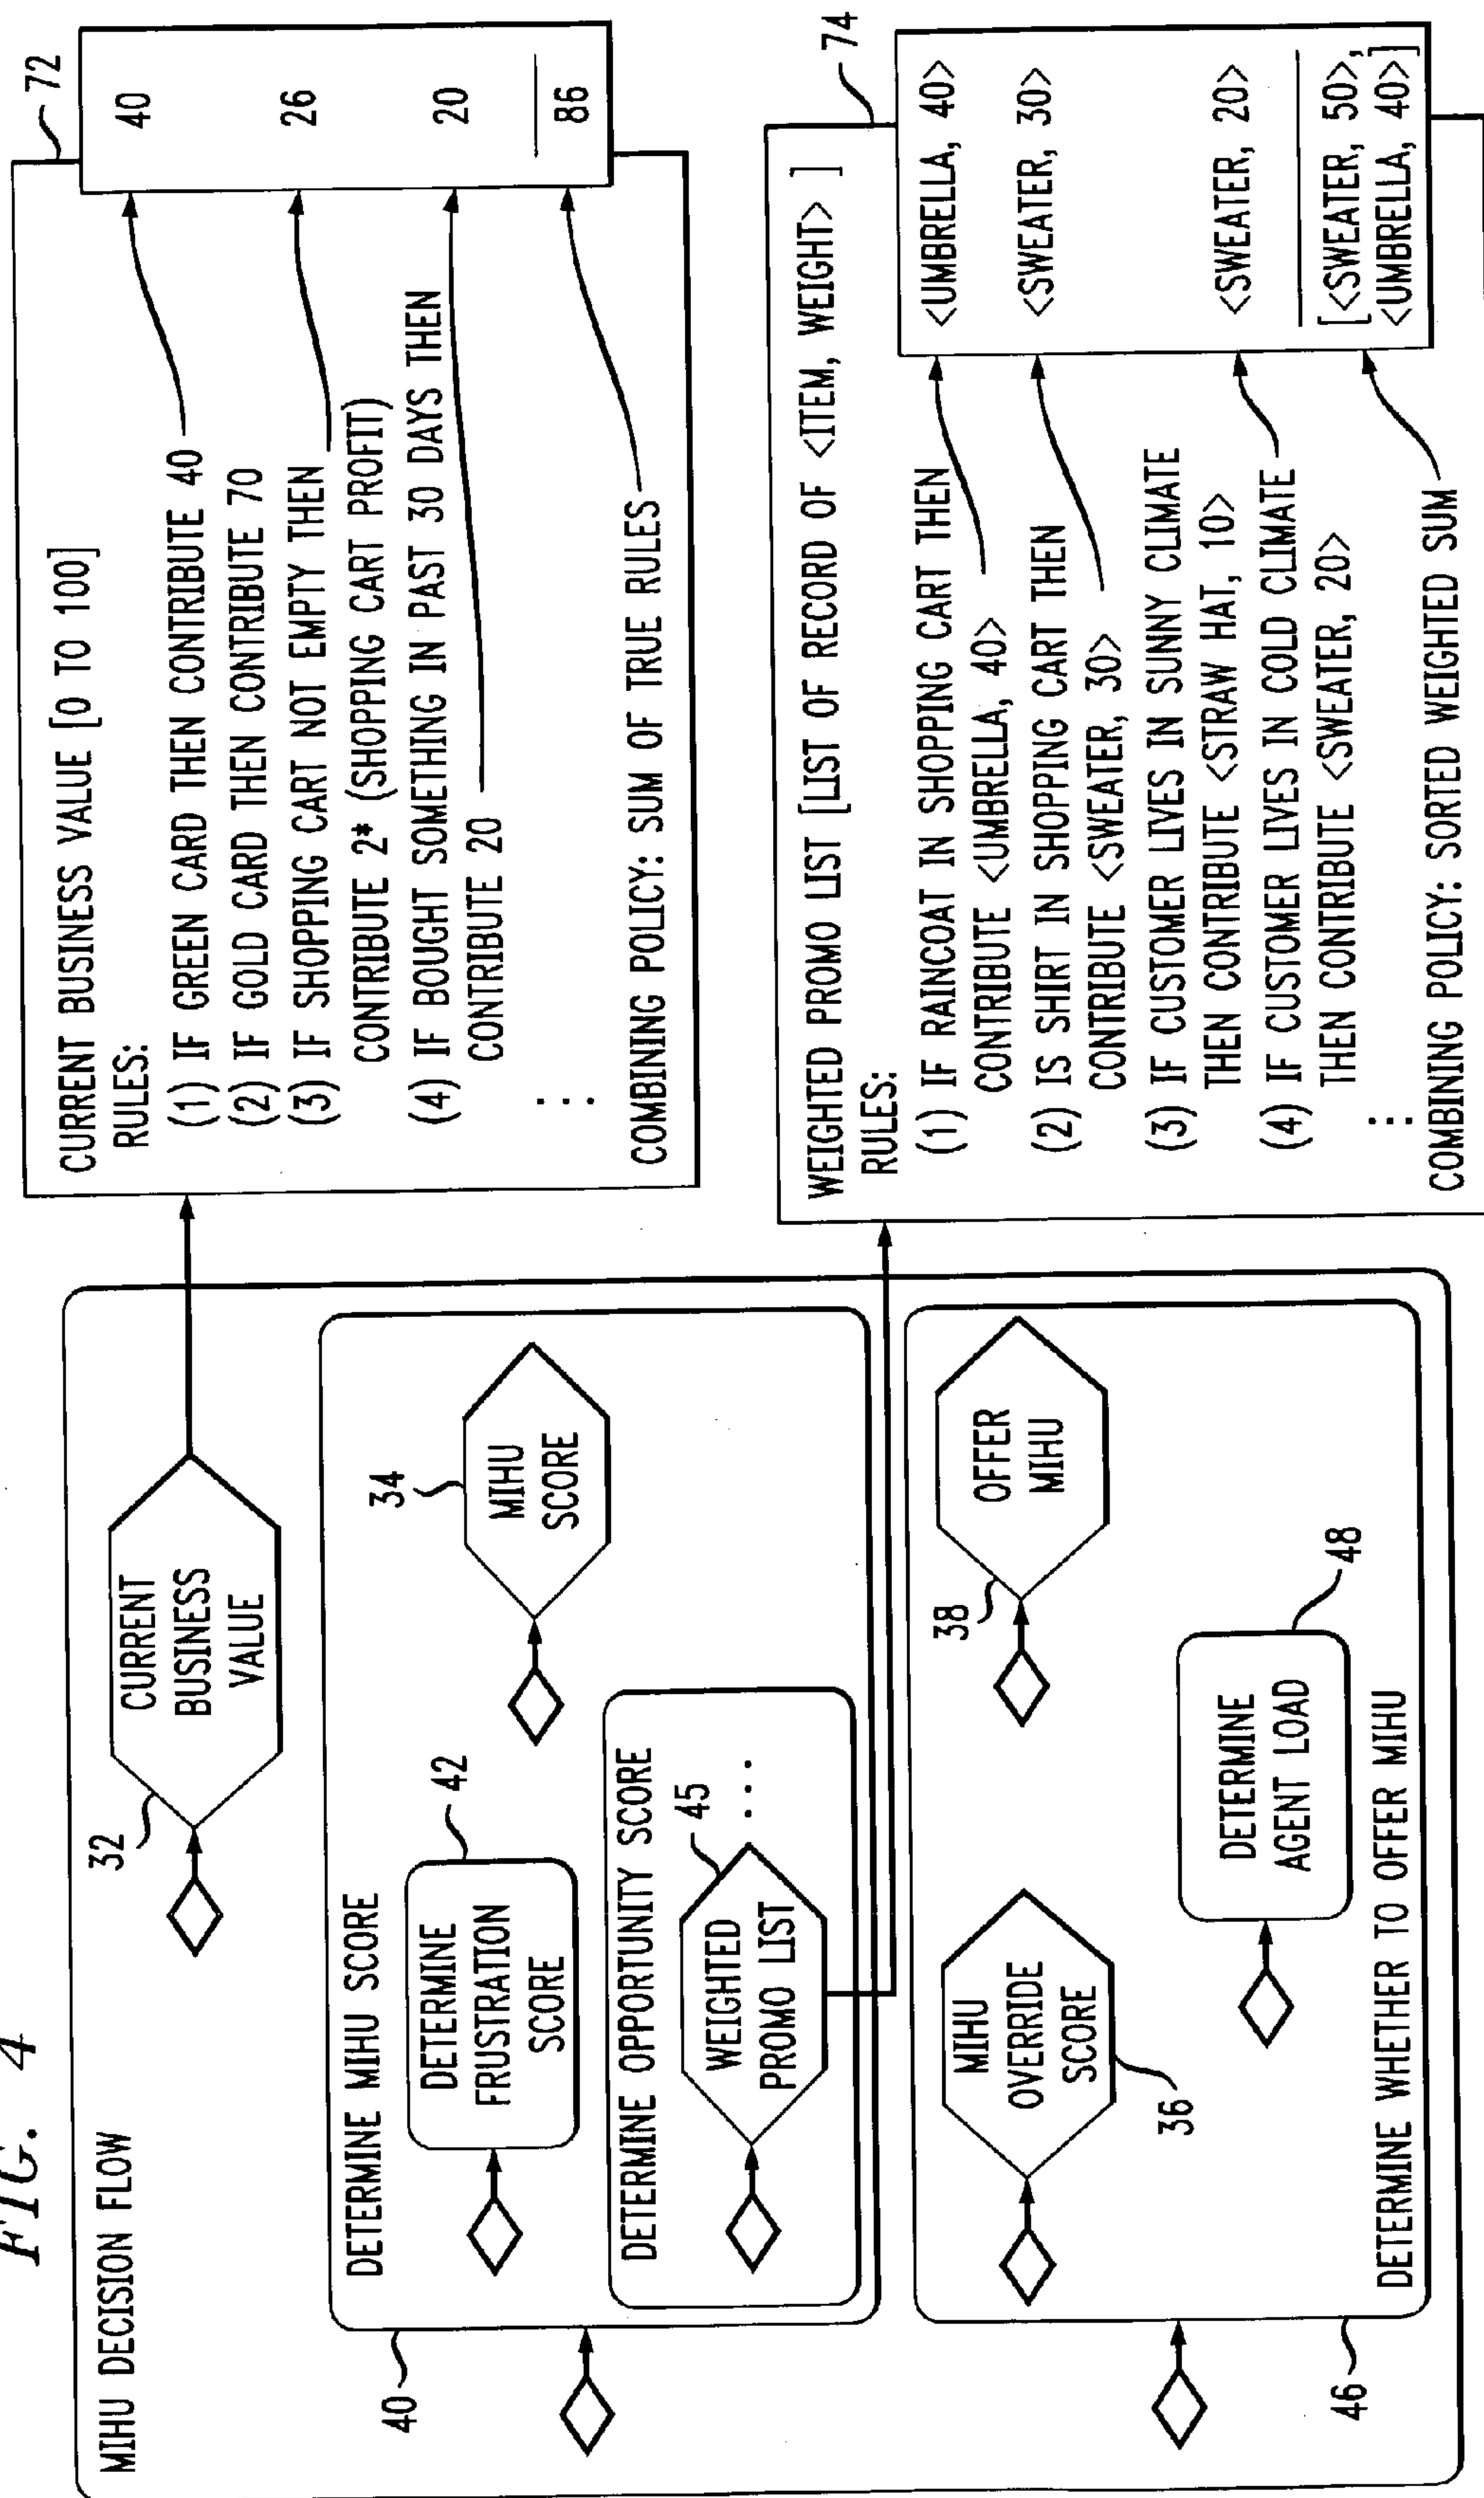 FIG. 4
MIHU DECISION FLOW
32
CURRENT
BUSINESS
VALUE
40
DETERMINE MIHU SCORE
42
DETERMINE
FRUSTRATION
SCORE
34
MIHU
SCORE
DETERMINE OPPORTUNITY SCORE
45
WEIGHTED
PROMO LIST
...
MIHU
OVERRIDE
SCORE
36
38
OFFER
MIHU
48
DETERMINE
AGENT LOAD
DETERMINE WHETHER TO OFFER MIHU
46
72
CURRENT BUSINESS VALUE [0 TO 100]
RULES:
(1) IF GREEN CARD THEN CONTRIBUTE 40
(2) IF GOLD CARD THEN CONTRIBUTE 70
(3) IF SHOPPING CART NOT EMPTY THEN
CONTRIBUTE 2* (SHOPPING CART PROFIT)
(4) IF BOUGHT SOMETHING IN PAST 30 DAYS THEN
CONTRIBUTE 20
⋮
COMBINING POLICY: SUM OF TRUE RULES
40
26
20
86
74
WEIGHTED PROMO LIST [LIST OF RECORD OF <ITEM, WEIGHT> ]
RULES:
(1) IF RAINCOAT IN SHOPPING CART THEN
CONTRIBUTE <UMBRELLA, 40>
(2) IS SHIRT IN SHOPPING CART THEN
CONTRIBUTE <SWEATER, 30>
(3) IF CUSTOMER LIVES IN SUNNY CLIMATE
THEN CONTRIBUTE <STRAW HAT, 10>
(4) IF CUSTOMER LIVES IN COLD CLIMATE
THEN CONTRIBUTE <SWEATER, 20>
⋮
COMBINING POLICY: SORTED WEIGHTED SUM
<UMBRELLA, 40>
<SWEATER, 30>
<SWEATER, 20>
[<SWEATER, 50>,
<UMBRELLA, 40>]